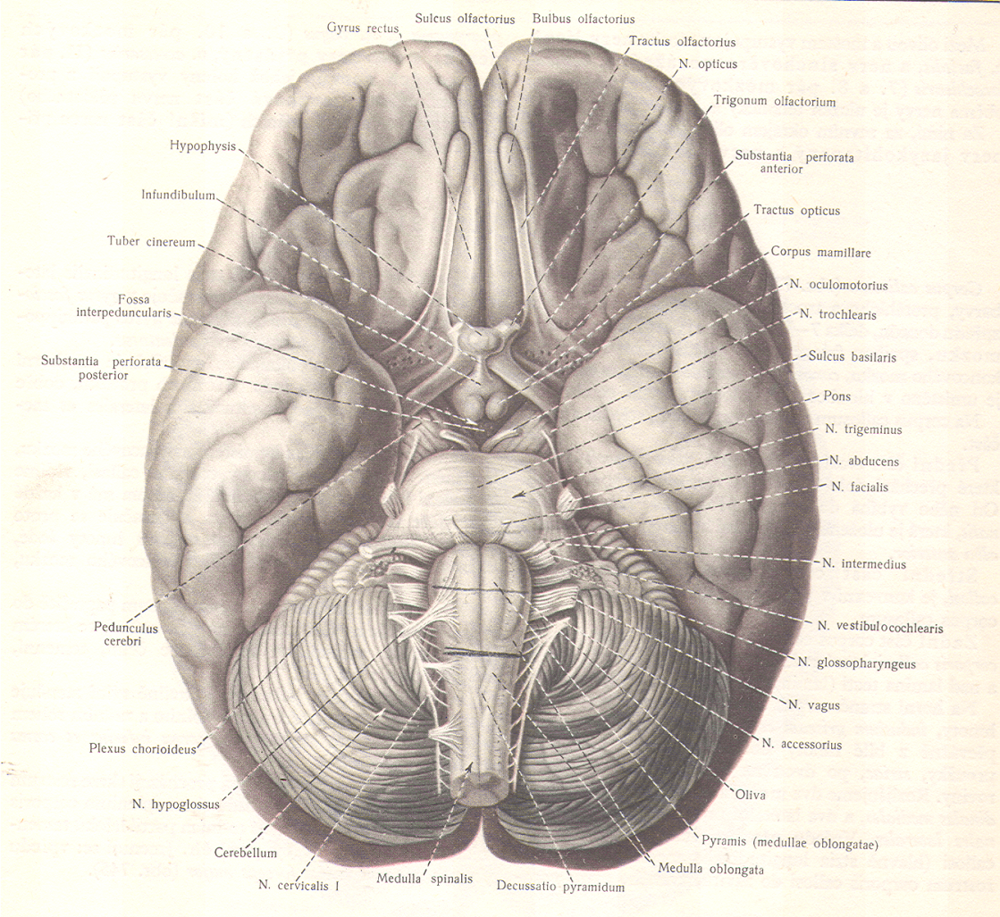 Sulcus olfactorius
Bulbus olfactorius
Gyrus rectus
Tractus olfactorius
N. opticus
Trigonum olfactorium
Hypophysis
Substantia perforata
anterior
Infundibulum
Tractus opticus
Tuber cinereum
Corpus mamillare
N. oculomotorius
Fossa
interpeduncularis
N. trochlearis
Substantia perforata
posterior
Sulcus basilaris
Pons
N. trigeminus
N. abducens
N. facialis
N. intermedius
Pedunculus
cerebri
N. vestibulocochlearis
N. glossopharyngeus
N. vagus
Plexus chorioideus
N. accessorius
Oliva
N. hypoglossus
Pyramis (medullae oblongatae)
Cerebellum
Medulla oblongata
N. cervicalis I
Medulla spinalis
Decussatio pyramidum